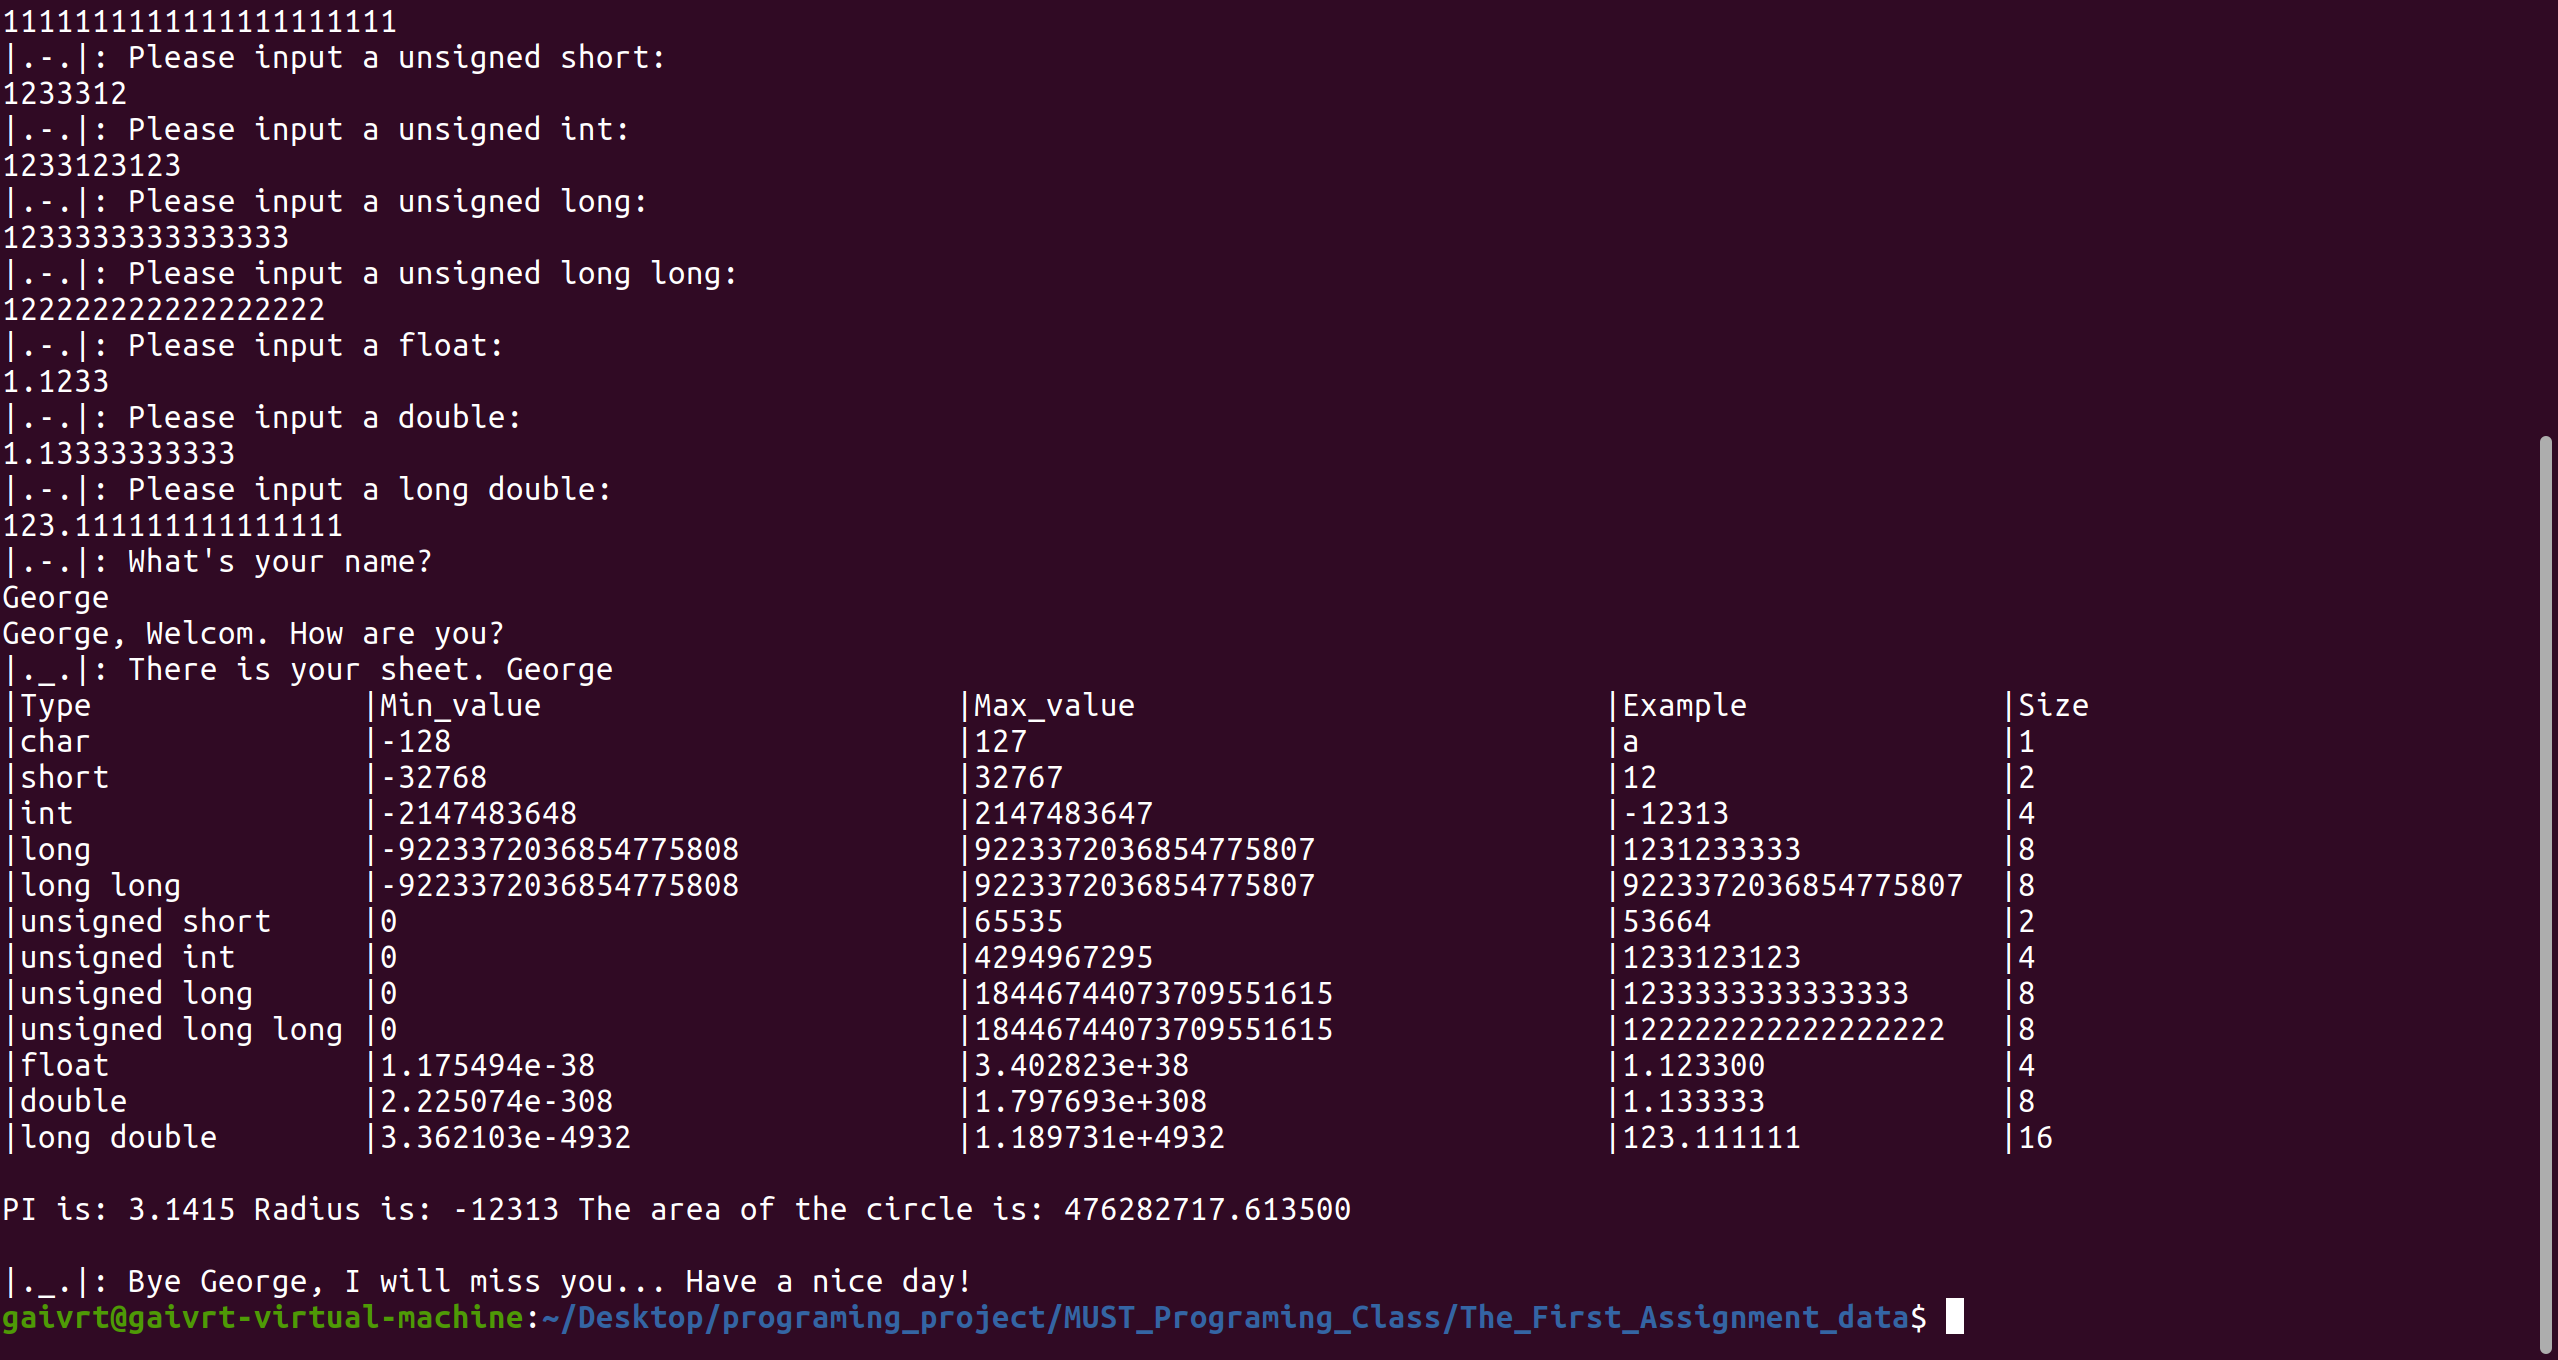 1111111111111111111111
|.-.|: Please input a unsigned short:
1233312
|.-.|: Please input a unsigned int:
1233123123
|.-.|: Please input a unsigned long:
1233333333333333
|.-.|: Please input a unsigned long long:
122222222222222222
|.-.|: Please input a float:
1.1233
|.-.|: Please input a double:
1.13333333333
|.-.|: Please input a long double:
123.111111111111111
|.-.|: What's your name?
George
George, Welcom. How are you?
|._.|: There is your sheet. George
|Type               |Min_value                       |Max_value                          |Example              |Size
|char               |-128                            |127                                |a                    |1
|short              |-32768                          |32767                              |12                   |2
|int                |-2147483648                     |2147483647                         |-12313               |4
|long               |-9223372036854775808            |9223372036854775807                |1231233333           |8
|long long          |-9223372036854775808            |9223372036854775807                |9223372036854775807  |8
|unsigned short     |0                               |65535                              |53664                |2
|unsigned int       |0                               |4294967295                         |1233123123           |4
|unsigned long      |0                               |18446744073709551615               |1233333333333333     |8
|unsigned long long |0                               |18446744073709551615               |122222222222222222   |8
|float              |1.175494e-38                    |3.402823e+38                       |1.123300             |4
|double             |2.225074e-308                   |1.797693e+308                      |1.133333             |8
|long double        |3.362103e-4932                  |1.189731e+4932                     |123.111111           |16
PI is: 3.1415 Radius is: -12313 The area of the circle is: 476282717.613500
|._.|: Bye George, I will miss you... Have a nice day!
gaivrt@gaivrt-virtual-machine:~/Desktop/programing_project/MUST_Programing_Class/The_First_Assignment_data$